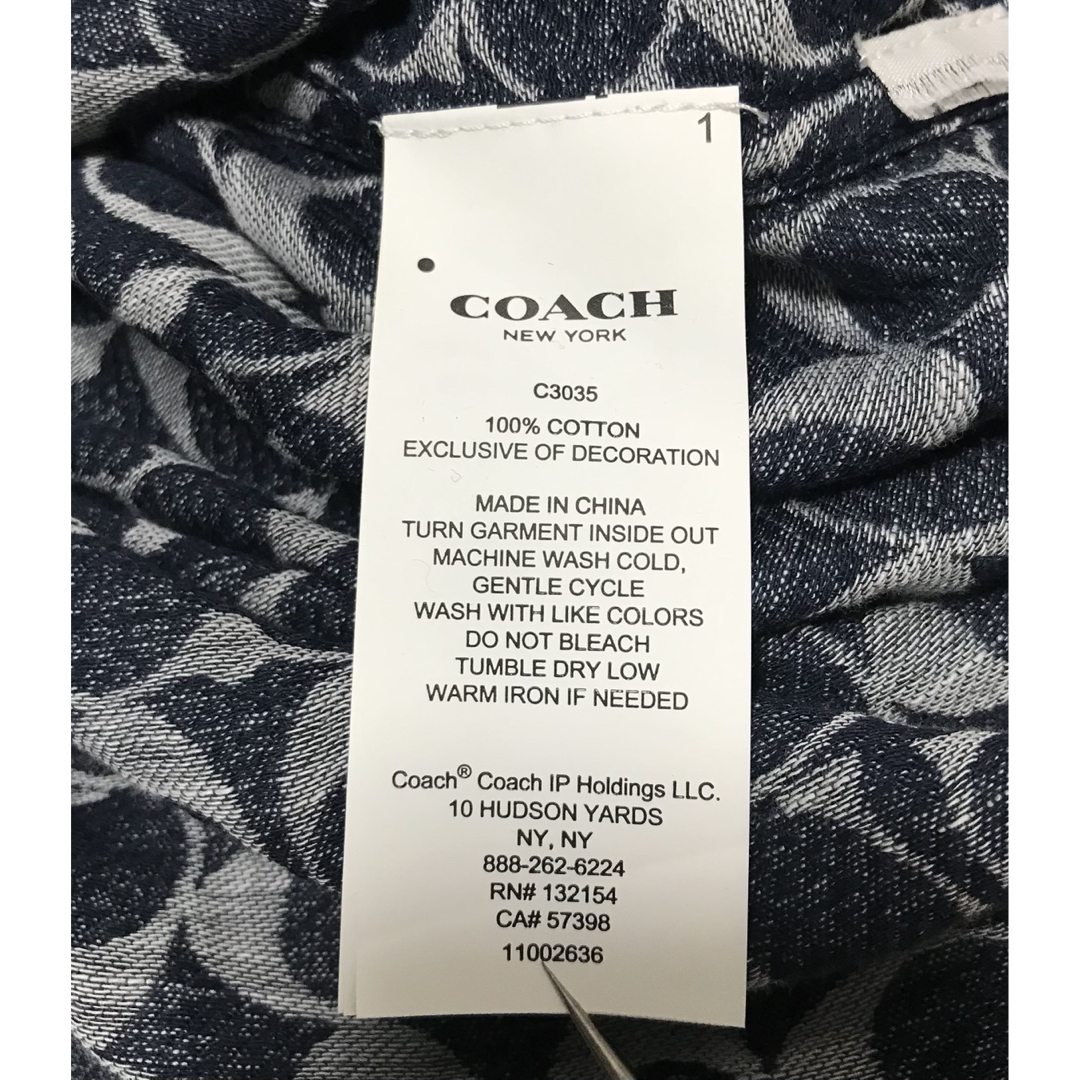 1
COACH
NEW YORK
C3035
100% COTTON
EXCLUSIVE OF DECORATION
MADE IN CHINA
TURN GARMENT INSIDE OUT
MACHINE WASH COLD,
GENTLE CYCLE
WASH WITH LIKE COLORS
DO NOT BLEACH
TUMBLE DRY LOW
WARM IRON IF NEEDED
Coach® Coach IP Holdings LLC.
10 HUDSON YARDS
NY, NY
888-262-6224
RN# 132154
CA# 57398
11002636